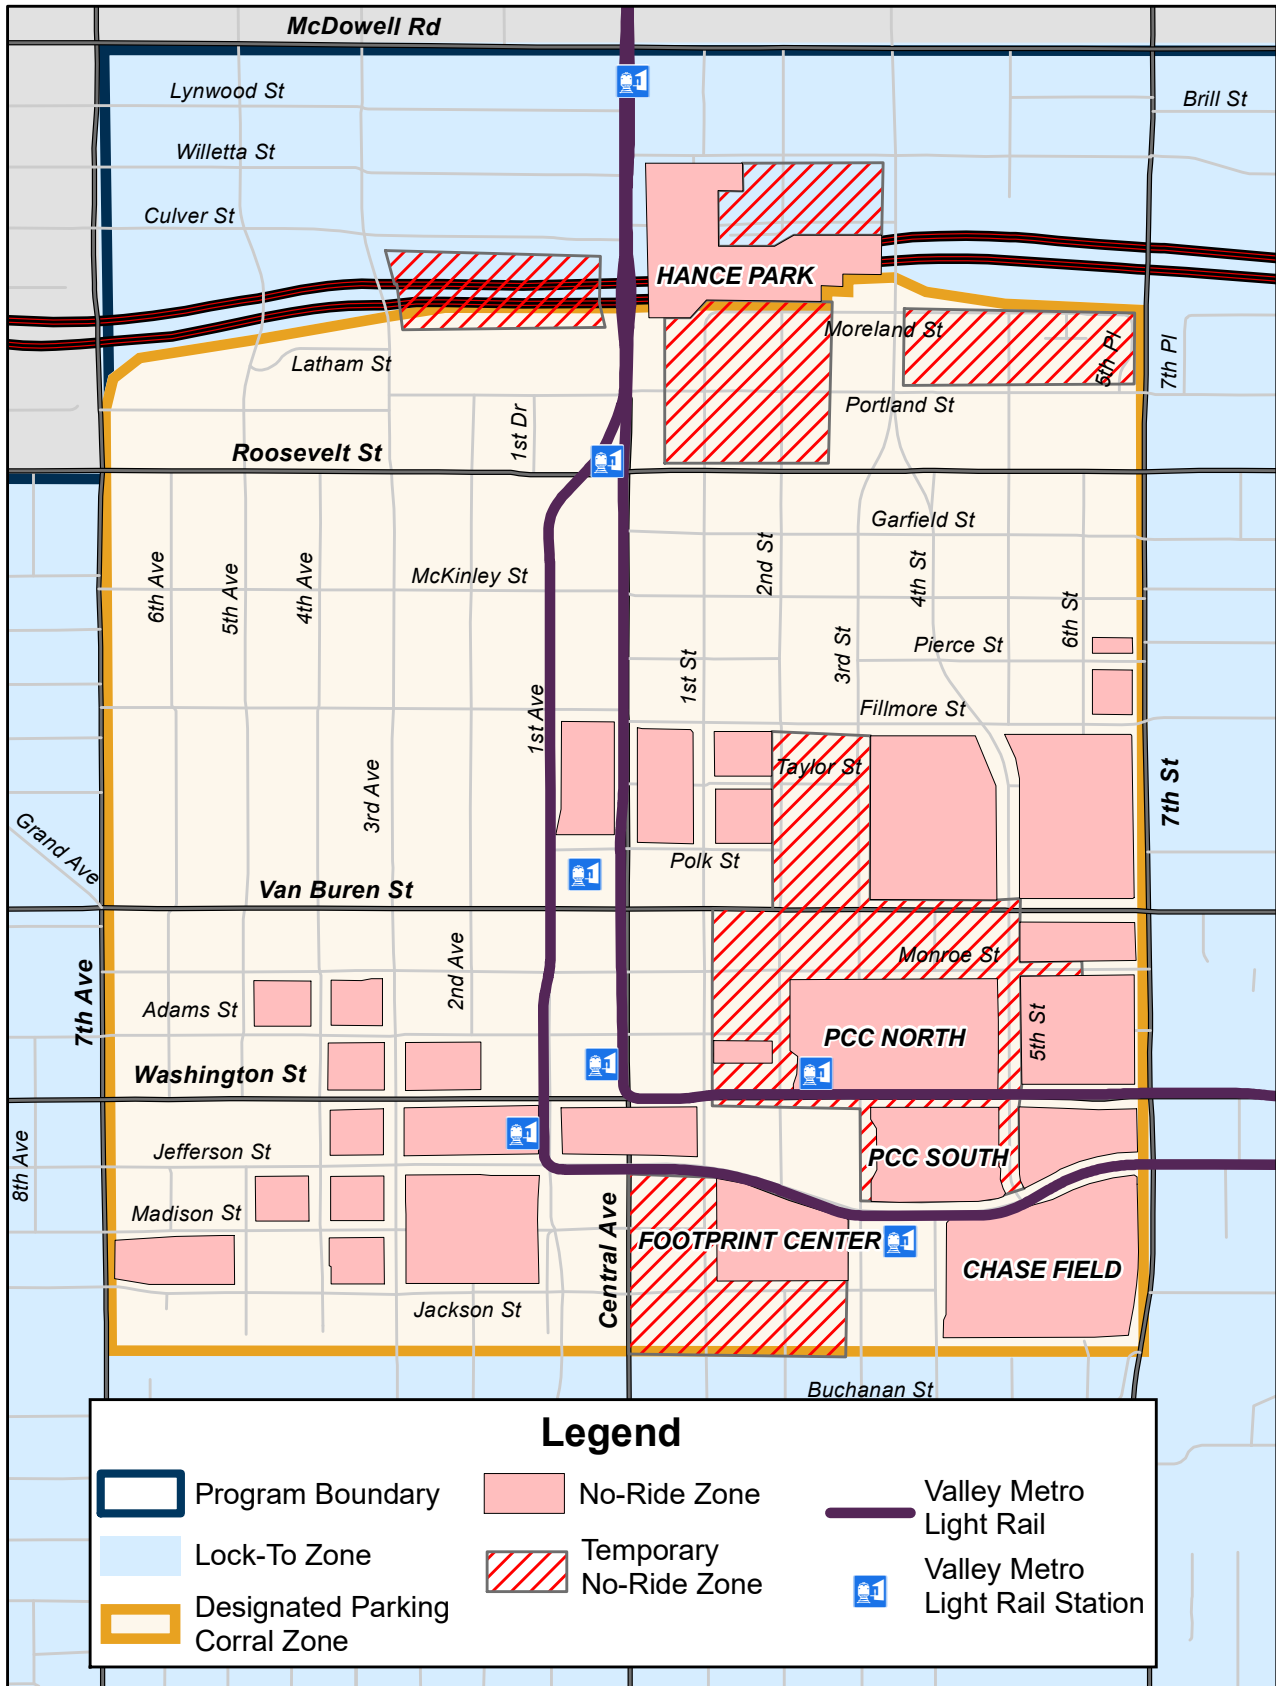 McDowell Rd
Lynwood St
Brill St
Willetta St
Culver St
HANCE PARK
Moreland St
5th Pl
7th Pl
Latham St
Portland St
1st Dr
Roosevelt St
Garfield St
6th Ave
5th Ave
4th Ave
McKinley St
2nd St
4th St
6th St
Pierce St
3rd St
1st St
Fillmore St
1st Ave
3rd Ave
Taylor St
7th St
Grand Ave
Polk St
Van Buren St
7th Ave
2nd Ave
Monroe St
Adams St
5th St
PCC NORTH
Washington St
8th Ave
Jefferson St
PCC SOUTH
Madison St
Central Ave
FOOTPRINT CENTER
CHASE FIELD
Jackson St
Buchanan St
Legend
Program Boundary
Lock-To Zone
Designated Parking
Corral Zone
No-Ride Zone
Temporary
No-Ride Zone
Valley Metro
Light Rail
Valley Metro
Light Rail Station